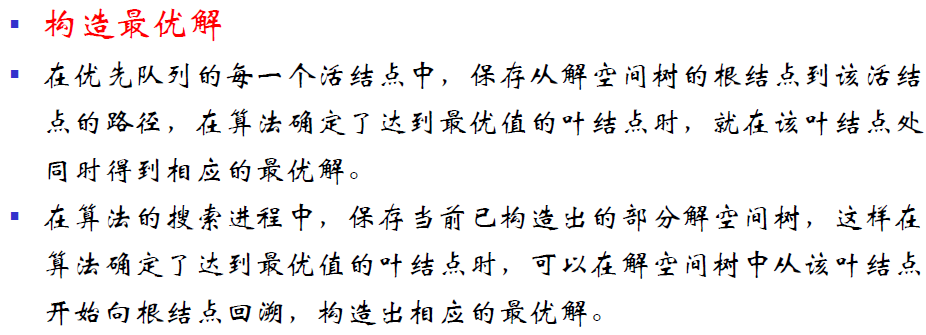 构造最优解
在优先队列的每一个活结点中，保存从解空间树的根结点到该活结
点的路径，在算法确定了达到最优值的叶结点时，就在该叶结点处
同时得到相应的最优解。
在算法的搜索进程中，保存当前已构造出的部分解空间树，这样在
算法确定了达到最优值的叶结点时，可以在解空间树中从该叶结点
开始向根结点回溯，构造出相应的最优解。